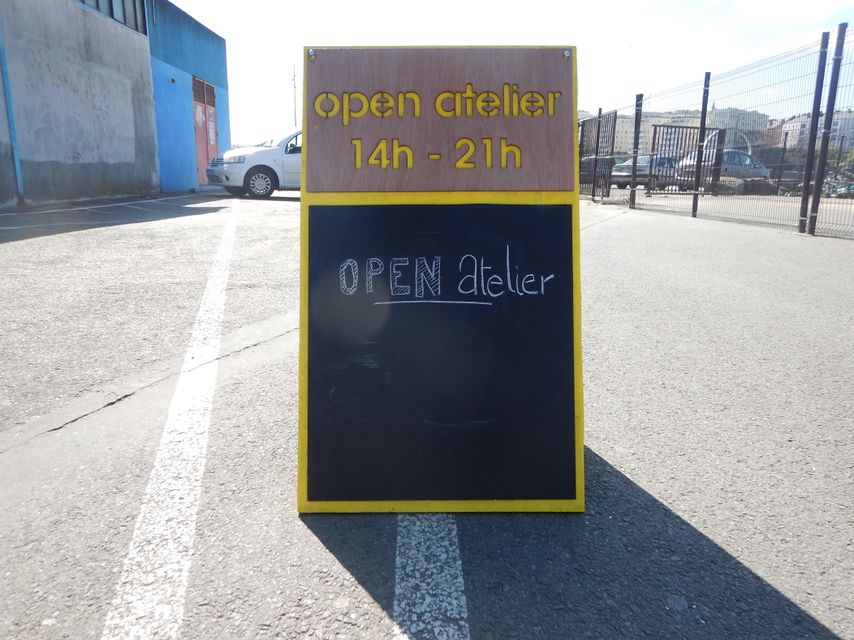 open atelier
14h - 21h
OPEN atelier